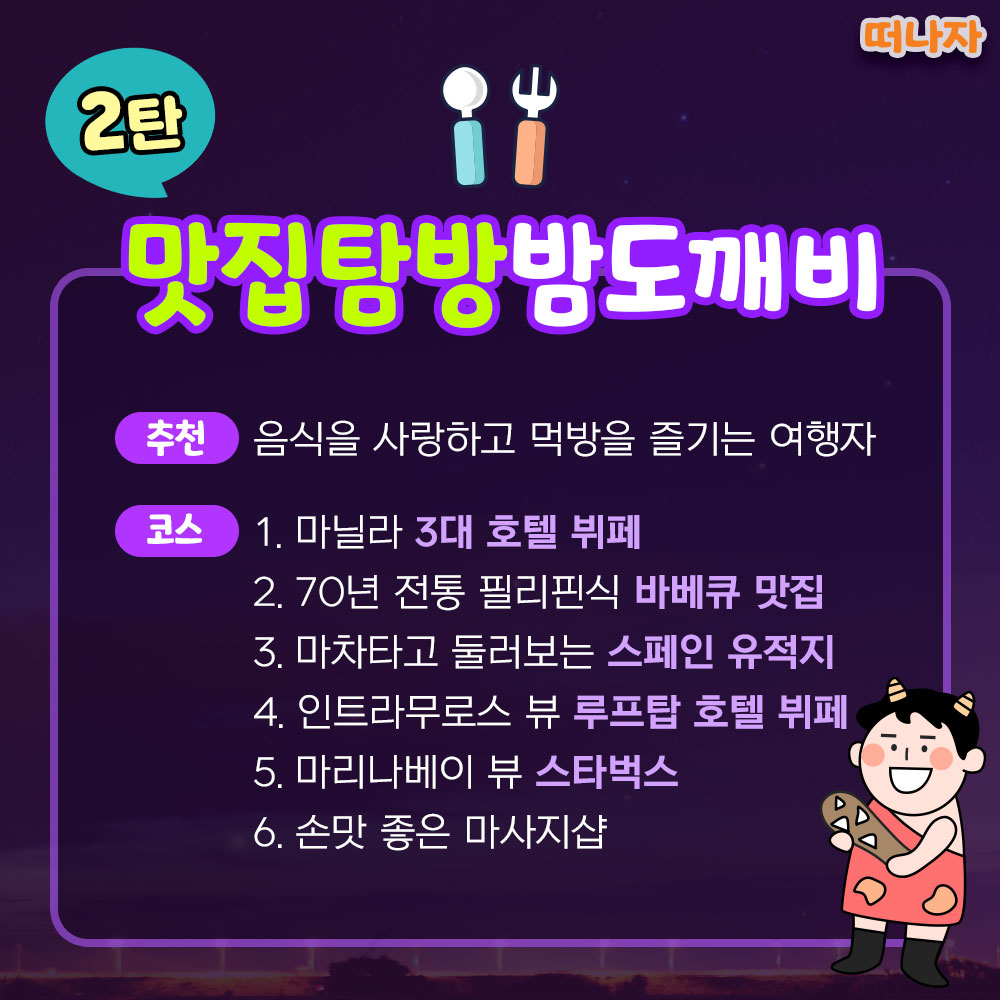 떠나자
2탄
맛집탐방밤도깨비
추천 음식을 사랑하고 먹방을 즐기는 여행자
코스 1. 마닐라 3대 호텔 뷔페
2. 70년 전통 필리핀식 바베큐 맛집
3. 마차타고 둘러보는 스페인 유적지
4. 인트라무로스 뷰 루프탑 호텔 뷔페
5. 마리나베이 뷰 스타벅스
6. 손맛 좋은 마사지샵